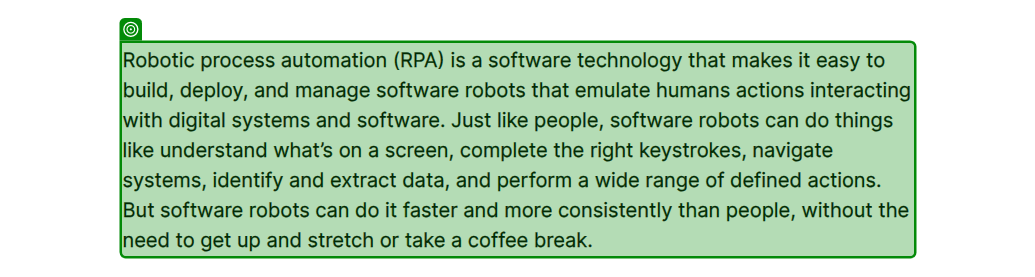 Robotic process automation (RPA) is a software technology that makes it easy to
build, deploy, and manage software robots that emulate humans actions interacting
with digital systems and software. Just like people, software robots can do things
like understand what’s on a screen, complete the right keystrokes, navigate
systems, identify and extract data, and perform a wide range of defined actions.
But software robots can do it faster and more consistently than people, without the
need to get up and stretch or take a coffee break.